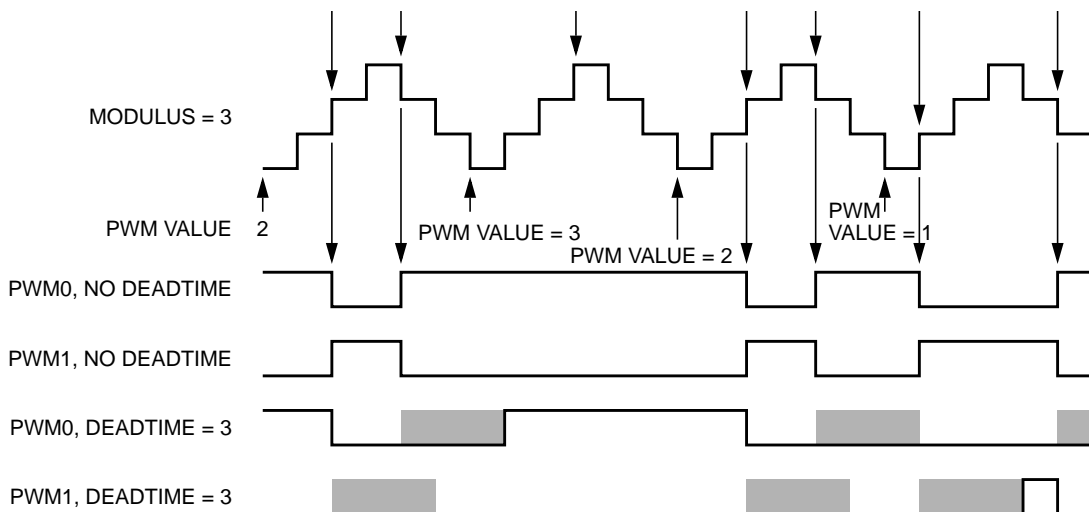 MODULUS = 3
PWM VALUE 2
PWM VALUE = 3
PWM VALUE = 2
PWM
VALUE = 1
PWM0, NO DEADTIME
PWM1, NO DEADTIME
PWM0, DEADTIME = 3
PWM1, DEADTIME = 3